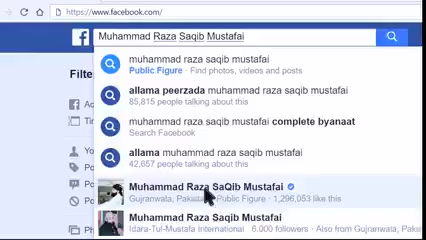 https://www.facebook.com/
f
Muhammad Raza Saqib Mustafai
muhammad raza saqib mustafai
Public Figure · Find photos, videos and posts
Filte
allama peerzada muhammad raza saqib mustafai
85,815 people talking about this
muhammad raza saqib mustafai complete byanaat
Search Facebook
allama muhammad raza saqib mustafai
42,657 people talking about this
Muhammad Raza SaQib Mustafai
Gujranwala, · Public Figure · 1,296,053 like this
Muhammad Raza Saqib Mustafai
Idara-Tul-Mustafa International · 6,000 followers · Also from Gujranwala,